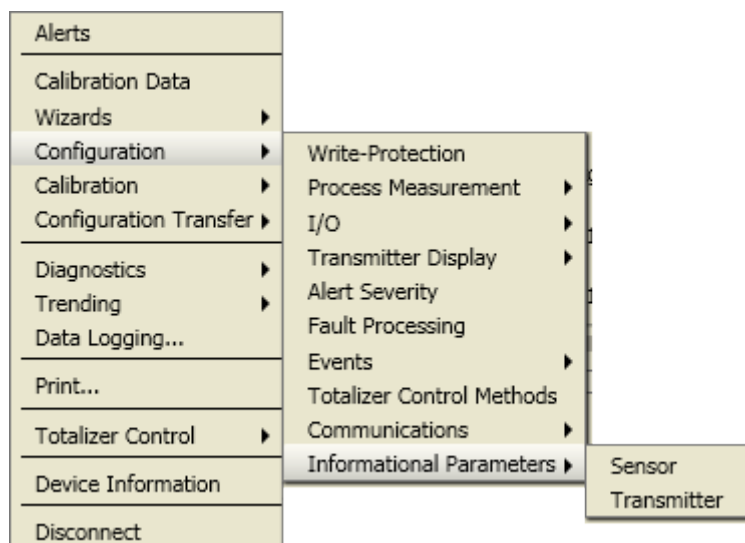 Alerts
Calibration Data
Wizards
Configuration
Calibration
Configuration Transfer
Diagnostics
Trending
Data Logging...
Print...
Totalizer Control
Device Information
Disconnect
Write-Protection
Process Measurement
I/O
Transmitter Display
Alert Severity
Fault Processing
Events
Totalizer Control Methods
Communications
Informational Parameters
Sensor
Transmitter